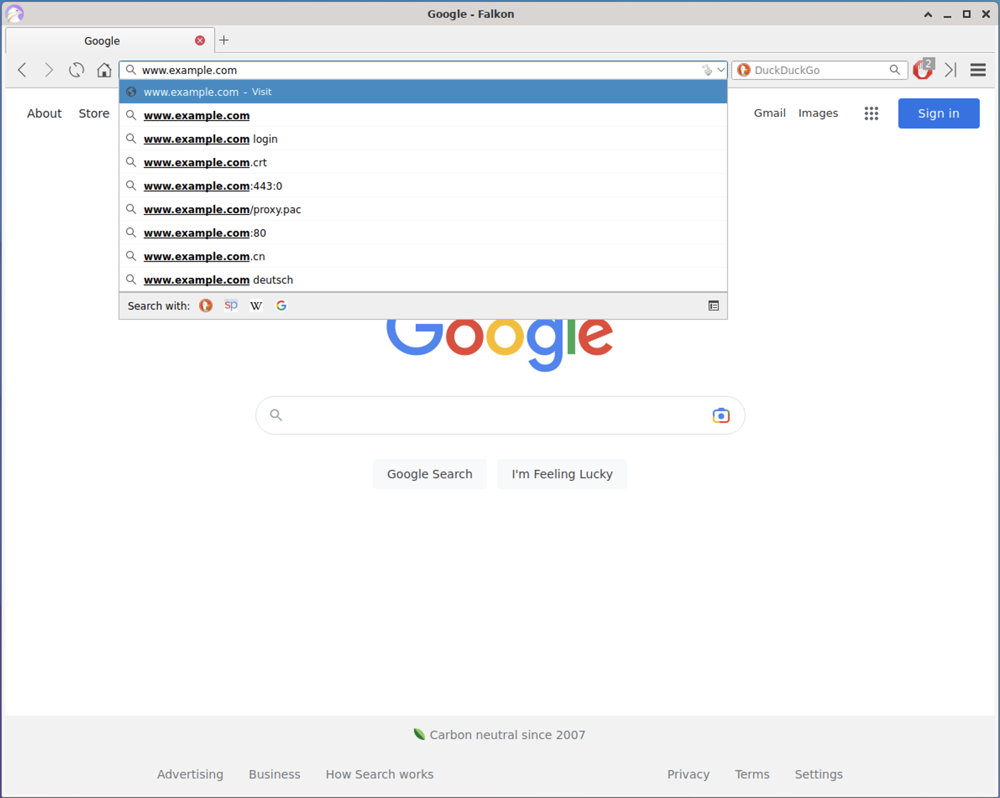 Google - Falkon
Google
www.example.com
DuckDuckGo
2
www.example.com - Visit
About Store
Gmail Images Sign in
www.example.com
www.example.com login
www.example.com.crt
www.example.com:443:0
www.example.com/proxy.pac
www.example.com:80
www.example.com.cn
www.example.com deutsch
Search with: sp W G
Google
Google Search I'm Feeling Lucky
Carbon neutral since 2007
Advertising Business How Search works Privacy Terms Settings